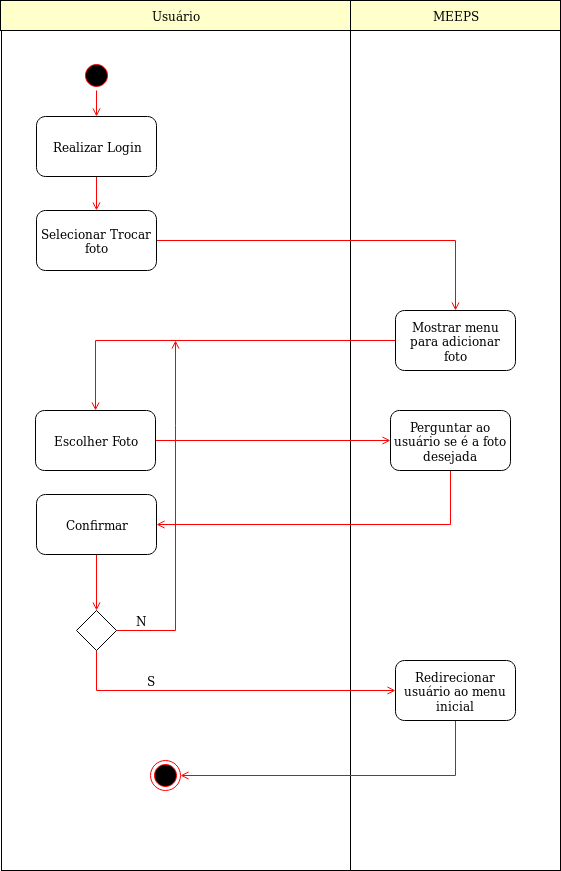 Usuário
MEEPS
Realizar Login
Selecionar Trocar
foto
Mostrar menu
para adicionar
foto
Escolher Foto
Perguntar ao
usuário se é a foto
desejada
Confirmar
N
S
Redirecionar
usuário ao menu
inicial